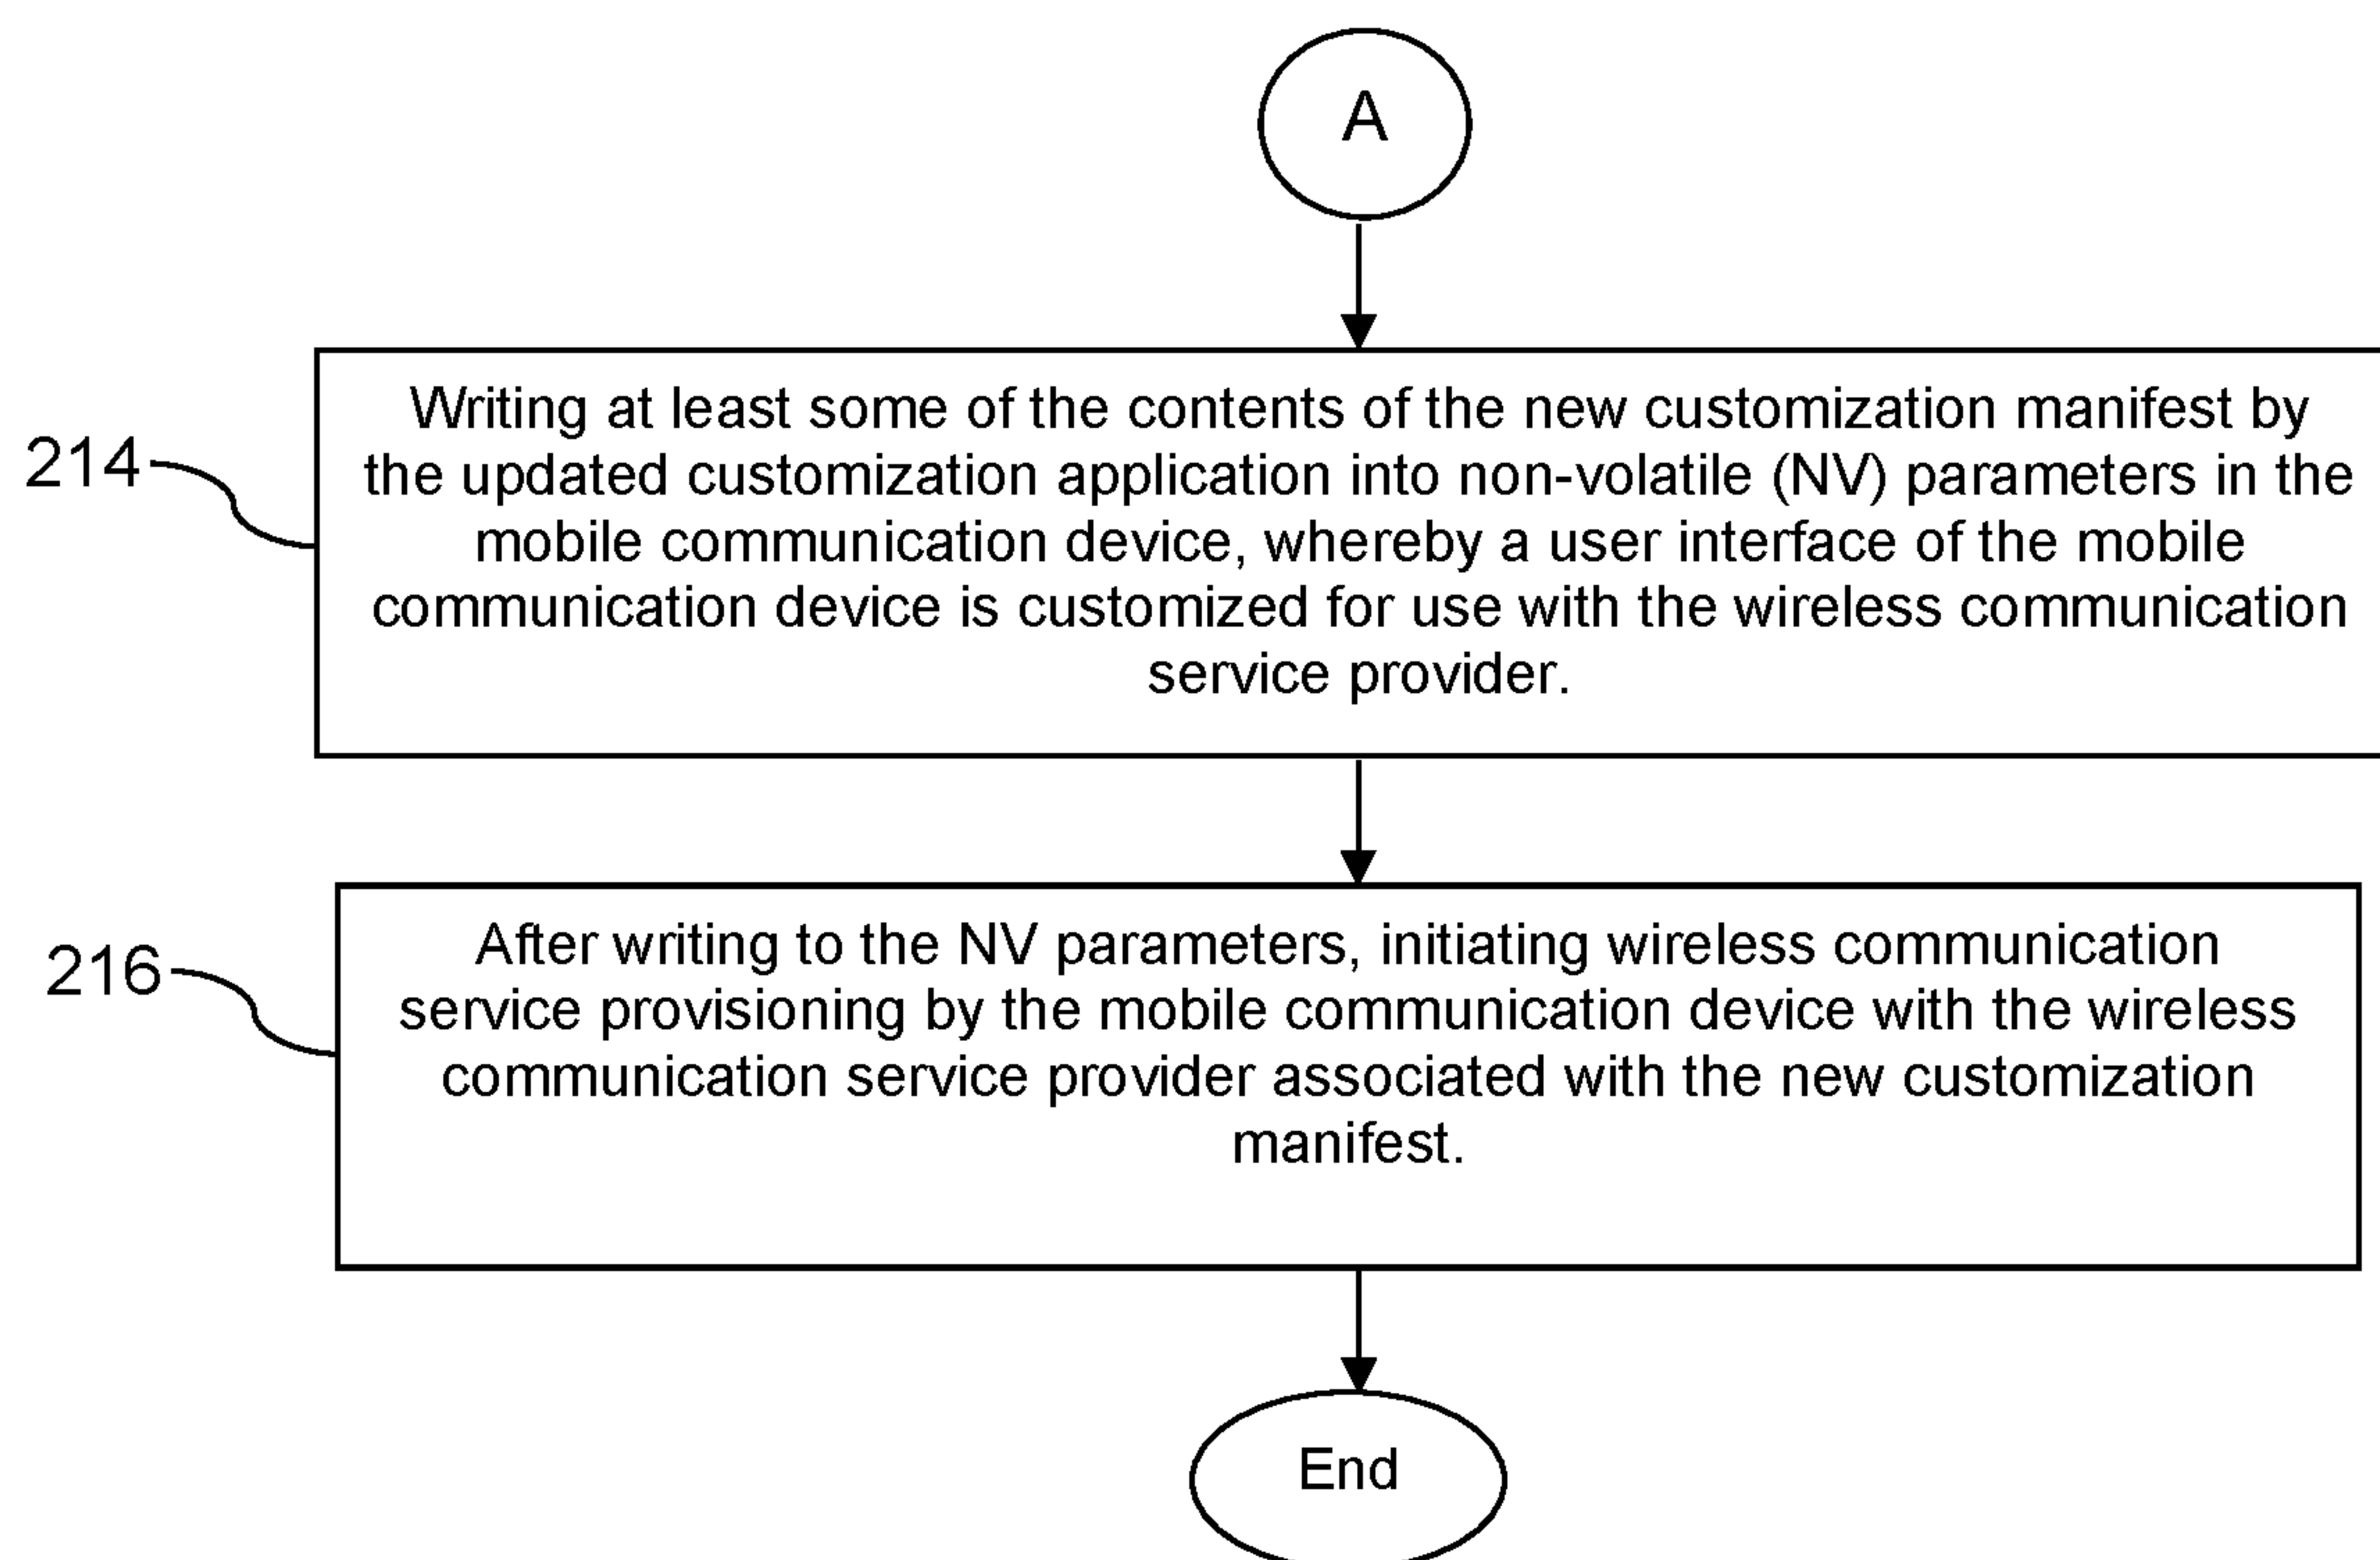 A
Writing at least some of the contents of the new customization manifest by
the updated customization application into non-volatile (NV) parameters in the
mobile communication device, whereby a user interface of the mobile
communication device is customized for use with the wireless communication
service provider.
214
After writing to the NV parameters, initiating wireless communication
service provisioning by the mobile communication device with the wireless
communication service provider associated with the new customization
manifest.
216
End